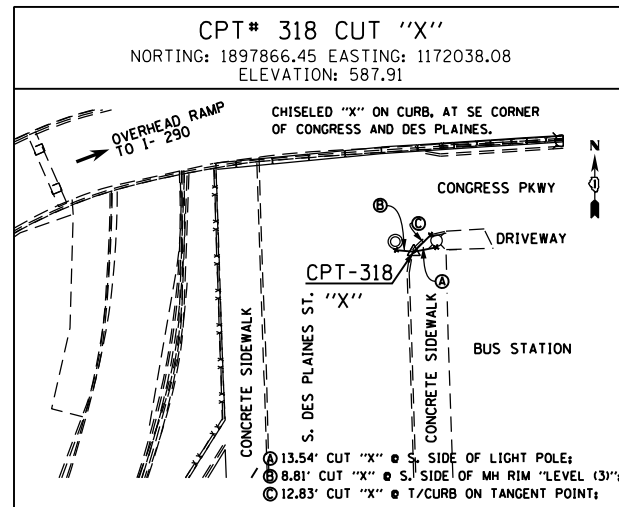 CPT# 318 CUT "X"
NORTING: 1897866.45 EASTING: 1172038.08
ELEVATION: 587.91
OVERHEAD RAMP
TO I- 290
CHISELED "X" ON CURB, AT SE CORNER
OF CONGRESS AND DES PLAINES.
N
CONGRESS PKWY
B
C
DRIVEWAY
CPT-318
"X"
A
CONCRETE SIDEWALK
S. DES PLAINES ST.
CONCRETE SIDEWALK
BUS STATION
A 13.54' CUT "X" @ S. SIDE OF LIGHT POLE;
B 8.81' CUT "X" @ S. SIDE OF MH RIM "LEVEL (3)";
C 12.83' CUT "X" @ T/CURB ON TANGENT POINT;